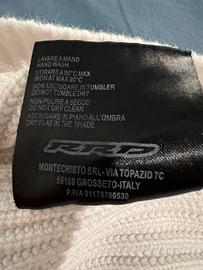 LAVARE A MANO
HAND WASH
STIRARE A 90°C MAX
IRON AT MAX 90°C
NON ASCIUGARE IN TUMBLER
DO NOT TUMBLE DRY
NON PULIRE A SECCO
DO NOT DRY CLEAN
ASCIUGARE IN PIANO ALL'OMBRA
DRY FLAT IN THE SHADE
RRD
MONTECRISTO SRL - VIA TOPAZIO 7C
58100 GROSSETO - ITALY
P.IVA 01178780530